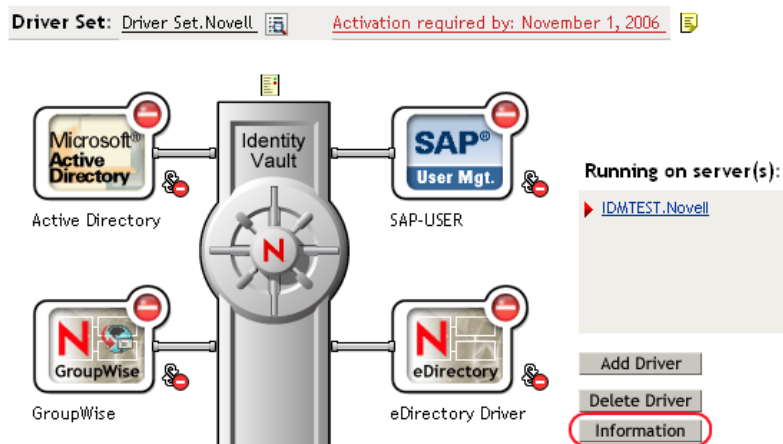 Driver Set: Driver Set.Novell Activation required by: November 1, 2006
Microsoft®
Active
Directory
Active Directory
Identity
Vault
N
SAP®
User Mgt.
SAP-USER
Running on server(s):
IDMTEST.Novell
N
GroupWise
GroupWise
N
eDirectory
eDirectory Driver
Add Driver
Delete Driver
Information